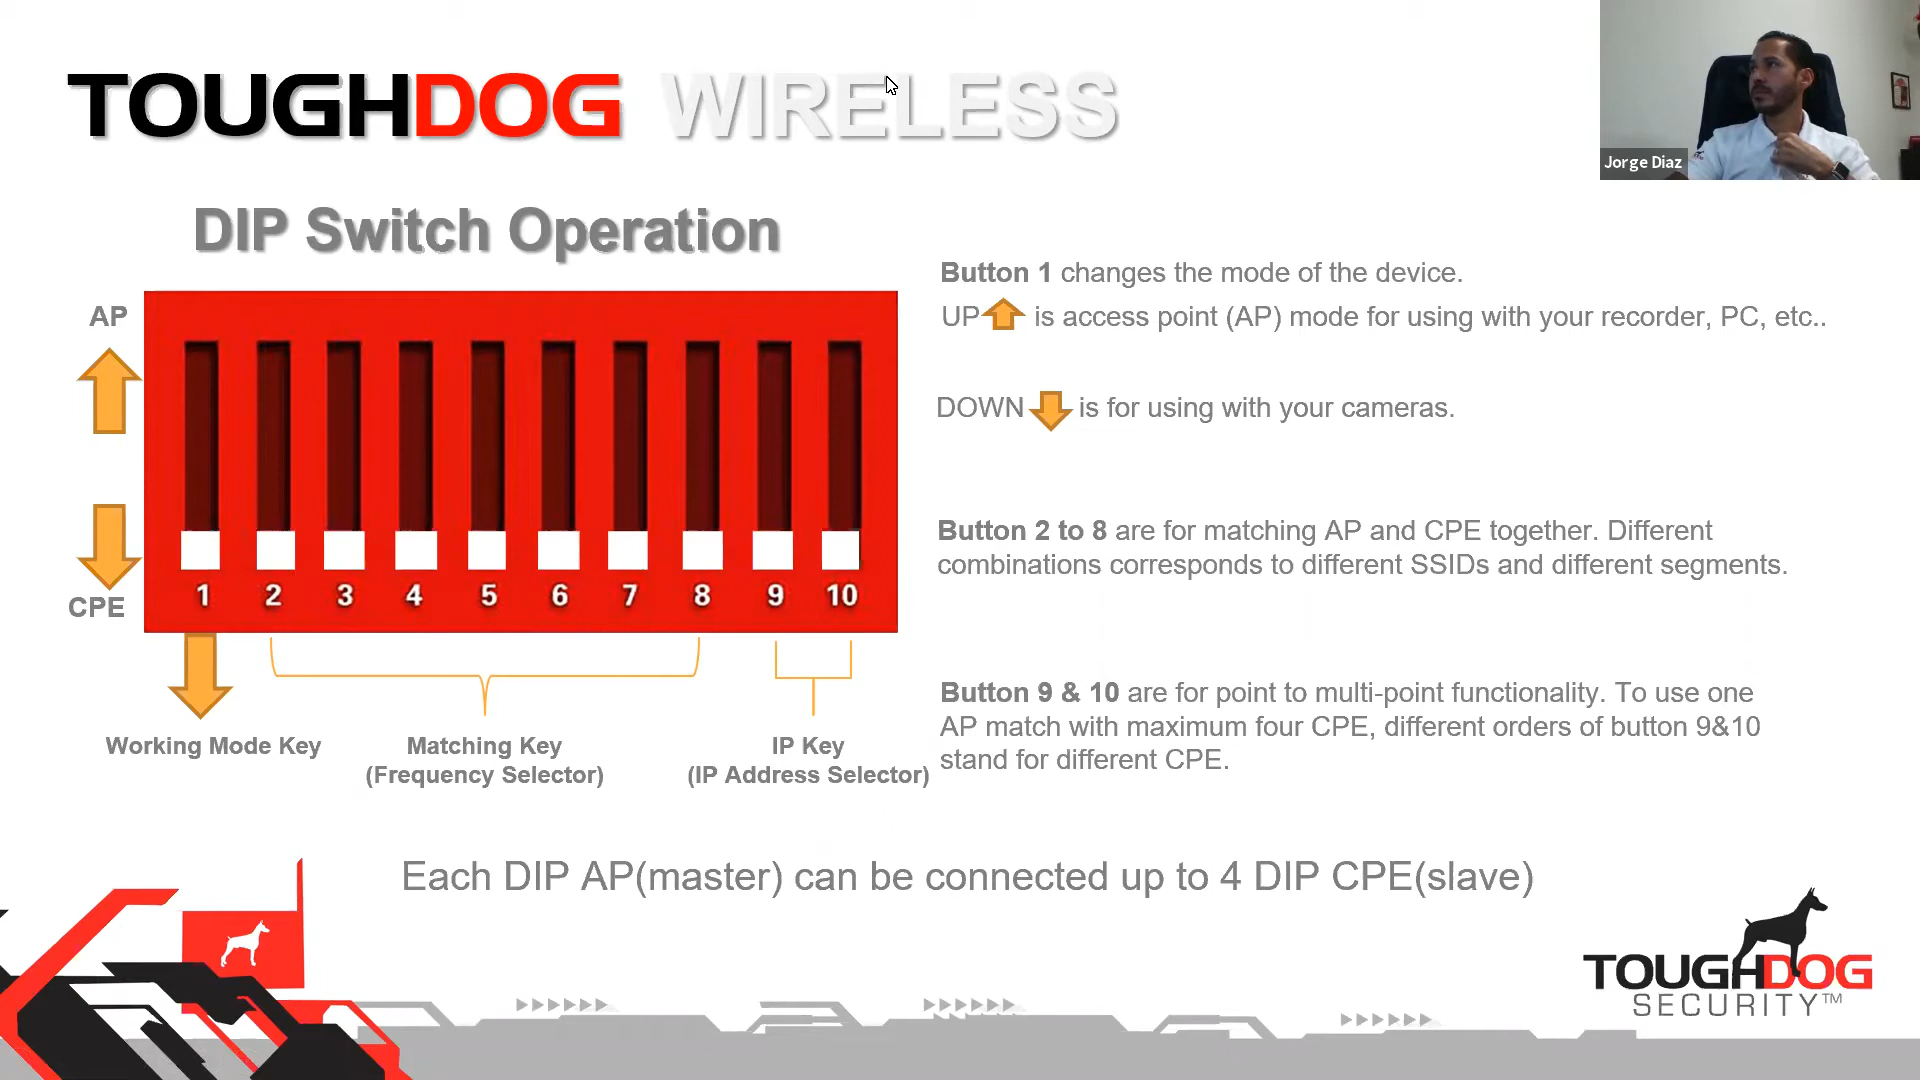 TOUGHDOG WIRELESS
Jorge Diaz
DIP Switch Operation
AP
CPE
1 2 3 4 5 6 7 8 9 10
Working Mode Key
Matching Key
(Frequency Selector)
IP Key
(IP Address Selector)
Button 1 changes the mode of the device.
UP is access point (AP) mode for using with your recorder, PC, etc..
DOWN is for using with your cameras.
Button 2 to 8 are for matching AP and CPE together. Different
combinations corresponds to different SSIDs and different segments.
Button 9 & 10 are for point to multi-point functionality. To use one
AP match with maximum four CPE, different orders of button 9&10
stand for different CPE.
Each DIP AP(master) can be connected up to 4 DIP CPE(slave)
TOUGHDOG
SECURITY™